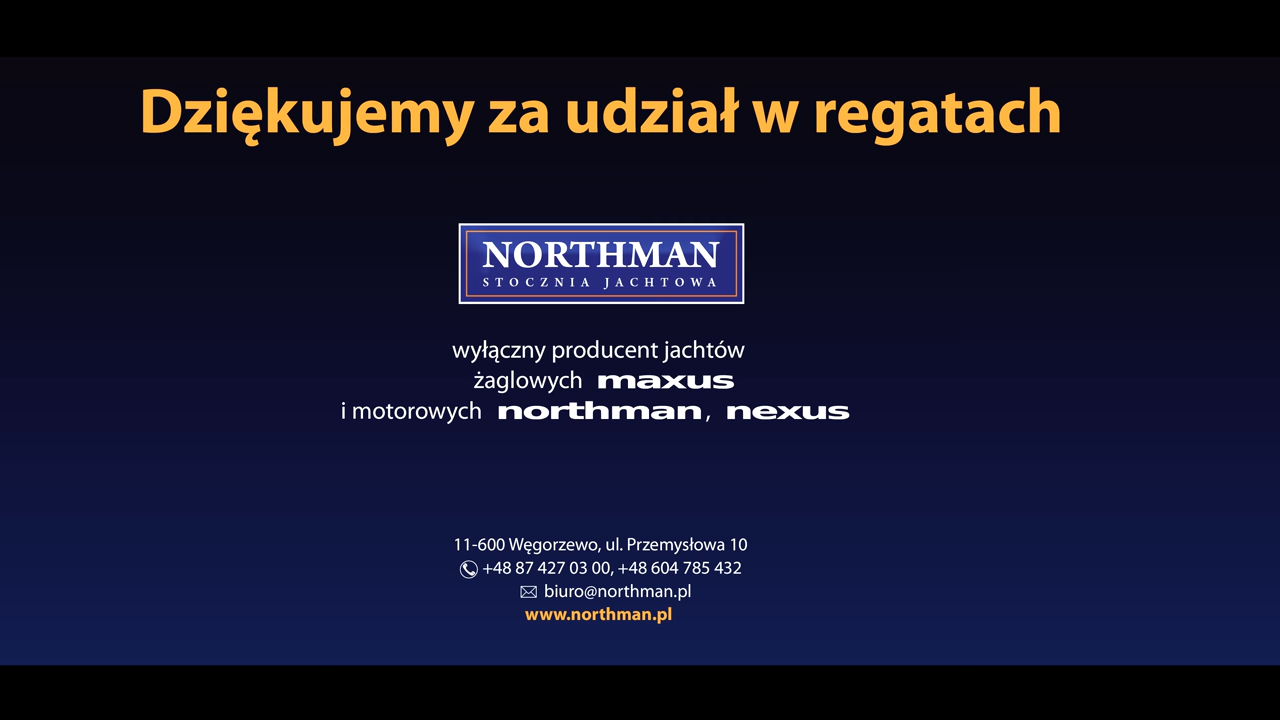 Dziękujemy za udział w regatach
NORTHMAN
STOCZNIA JACHTOWA
wyłączny producent jachtów
żaglowych maxus
i motorowych northman, nexus
11-600 Węgorzewo, ul. Przemysłowa 10
+48 87 427 03 00, +48 604 785 432
biuro@northman.pl
www.northman.pl